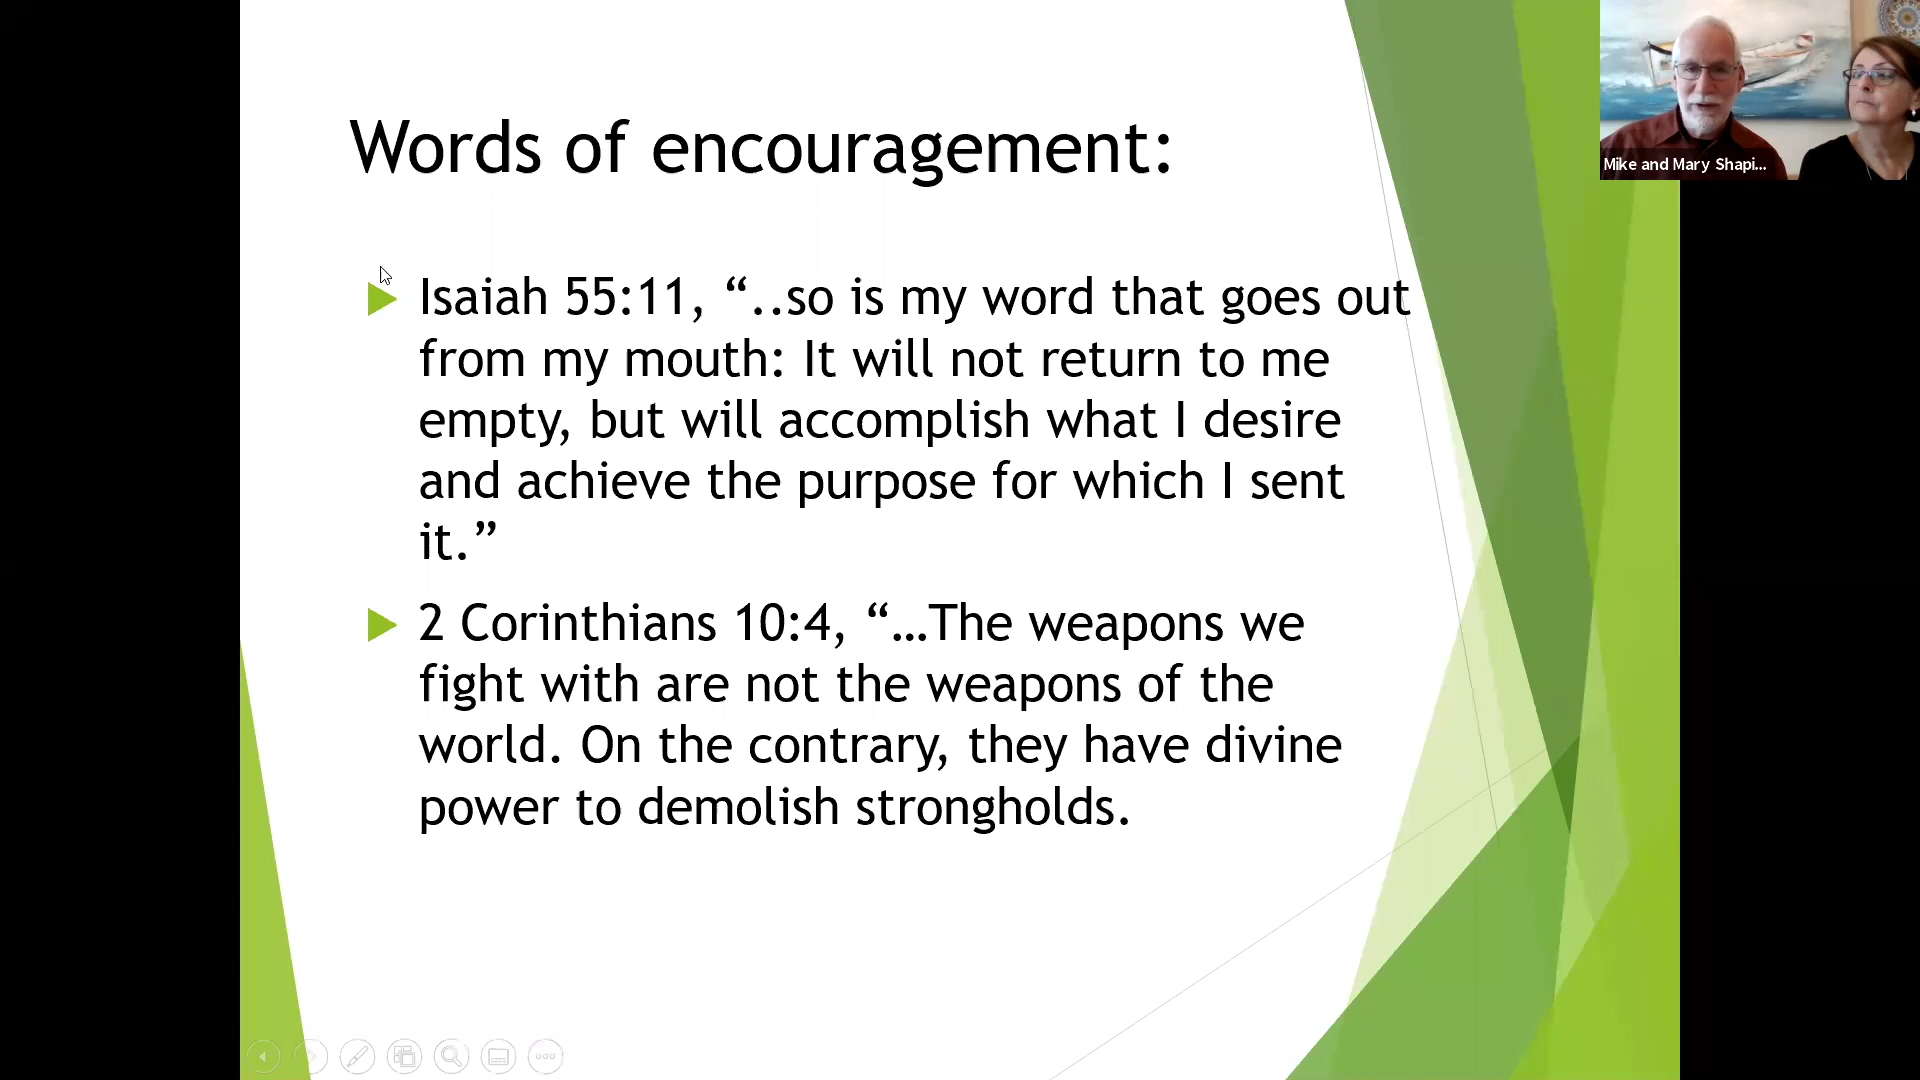 Words of encouragement:
Isaiah 55:11, “..so is my word that goes out
from my mouth: It will not return to me
empty, but will accomplish what I desire
and achieve the purpose for which I sent
it.”
2 Corinthians 10:4, “…The weapons we
fight with are not the weapons of the
world. On the contrary, they have divine
power to demolish strongholds.
Mike and Mary Shapi...